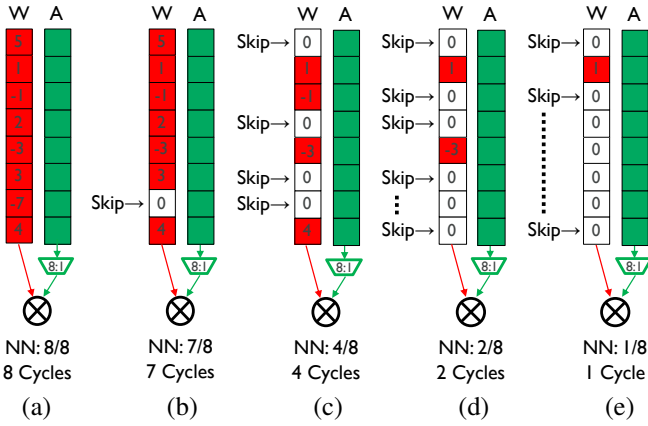 W A W A W A W A W A
5 5 Skip→ 0 Skip→ 0 Skip→ 0
1 1 1 1 1
-1 -1 -1 Skip→ 0 Skip→ 0
2 2 Skip→ 0 Skip→ 0 0
-3 -3 -3 -3 0
3 3 Skip→ 0 0 0
-7 Skip→ 0 Skip→ 0 0 0
4 4 4 Skip→ 0 Skip→ 0
8:1 8:1 8:1 8:1 8:1
NN: 8/8 NN: 7/8 NN: 4/8 NN: 2/8 NN: 1/8
8 Cycles 7 Cycles 4 Cycles 2 Cycles 1 Cycle
(a) (b) (c) (d) (e)